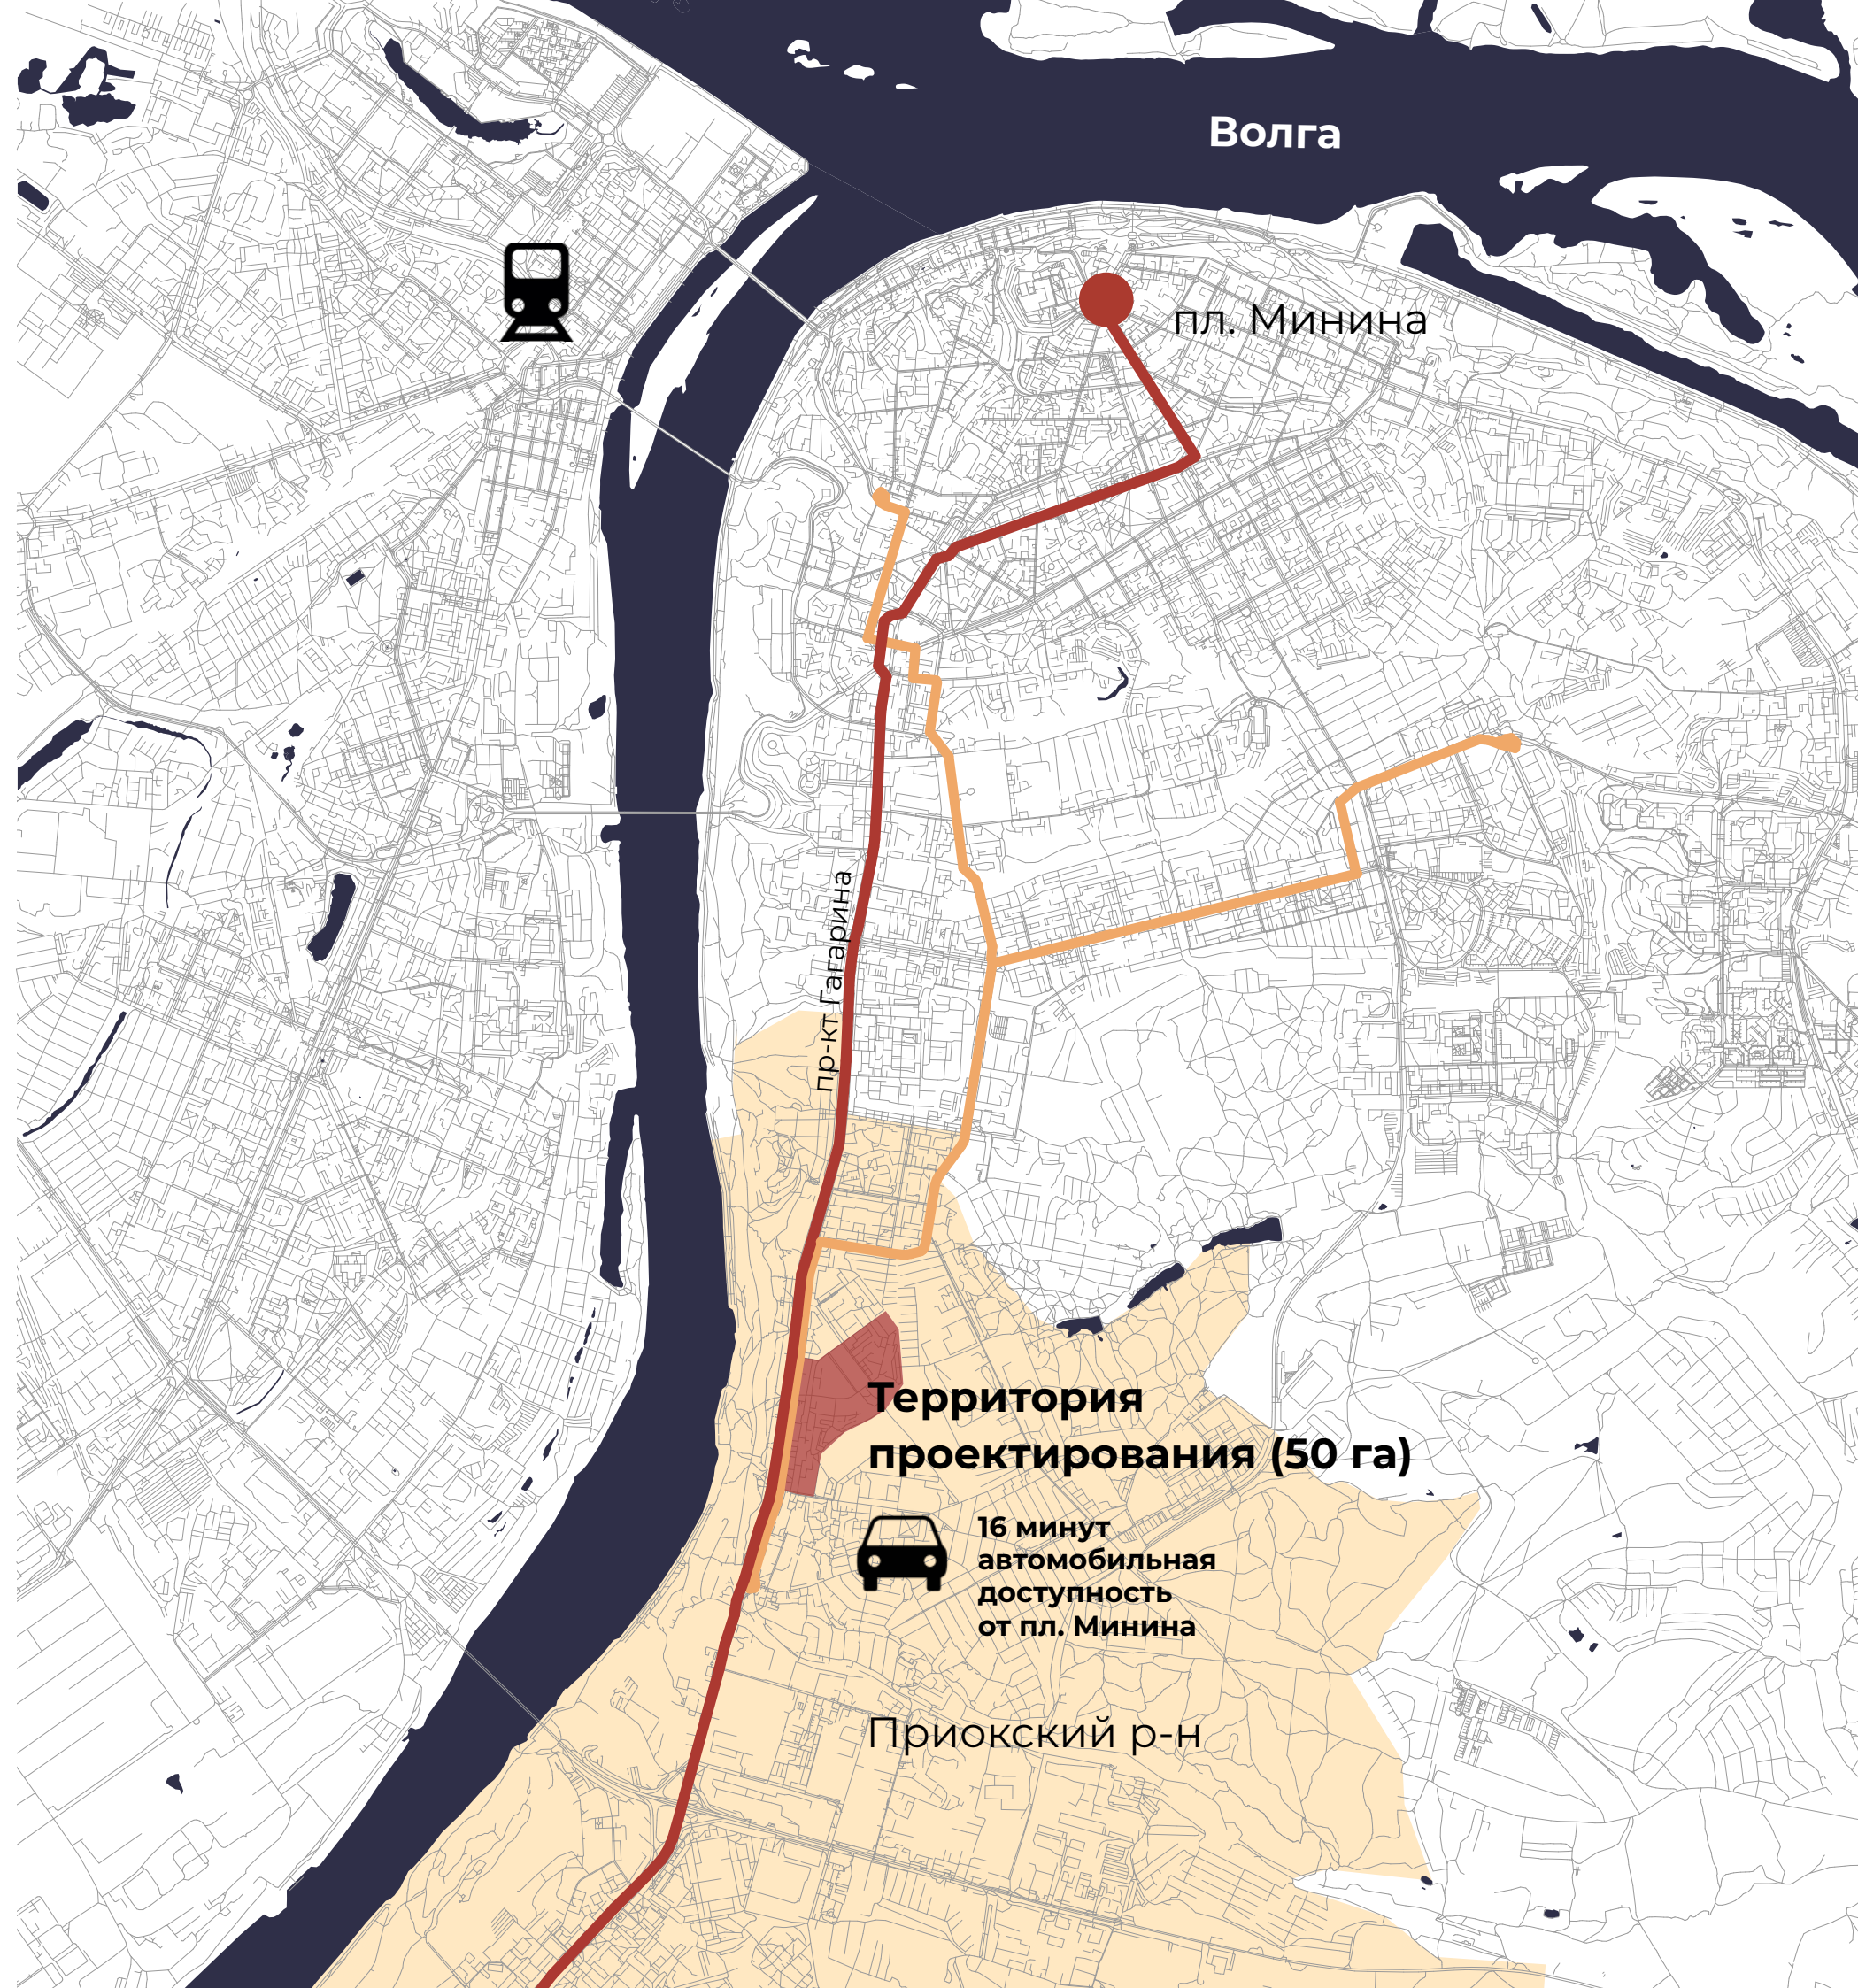 Волга
пл. Минина
пр-кт Гагарина
Территория
проектирования (50 га)
16 минут
автомобильная
доступность
от пл. Минина
Приокский р-н